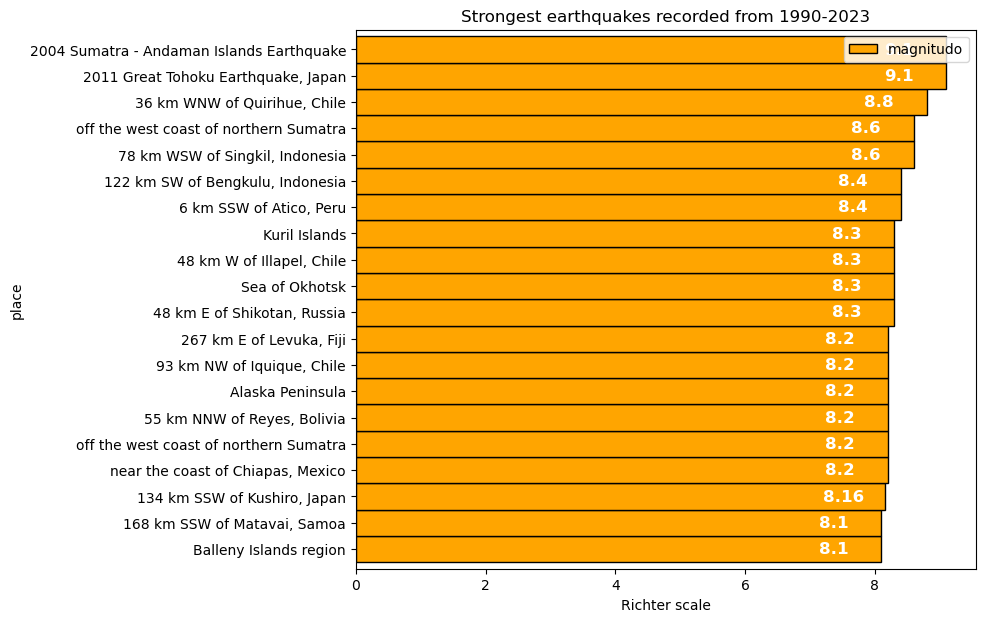 Strongest earthquakes recorded from 1990-2023
2004 Sumatra - Andaman Islands Earthquake
magnitudo
2011 Great Tohoku Earthquake, Japan 9.1
36 km WNW of Quirihue, Chile 8.8
off the west coast of northern Sumatra 8.6
78 km WSW of Singkil, Indonesia 8.6
122 km SW of Bengkulu, Indonesia 8.4
6 km SSW of Atico, Peru 8.4
Kuril Islands 8.3
48 km W of Illapel, Chile 8.3
Sea of Okhotsk 8.3
48 km E of Shikotan, Russia 8.3
267 km E of Levuka, Fiji 8.2
93 km NW of Iquique, Chile 8.2
Alaska Peninsula 8.2
55 km NNW of Reyes, Bolivia 8.2
off the west coast of northern Sumatra 8.2
near the coast of Chiapas, Mexico 8.2
134 km SSW of Kushiro, Japan 8.16
168 km SSW of Matavai, Samoa 8.1
Balleny Islands region 8.1
place
0 2 4 6 8
Richter scale